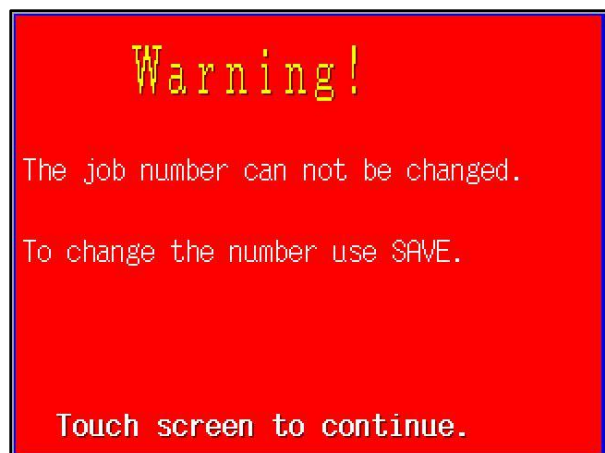 Warning!
The job number can not be changed.
To change the number use SAVE.
Touch screen to continue.